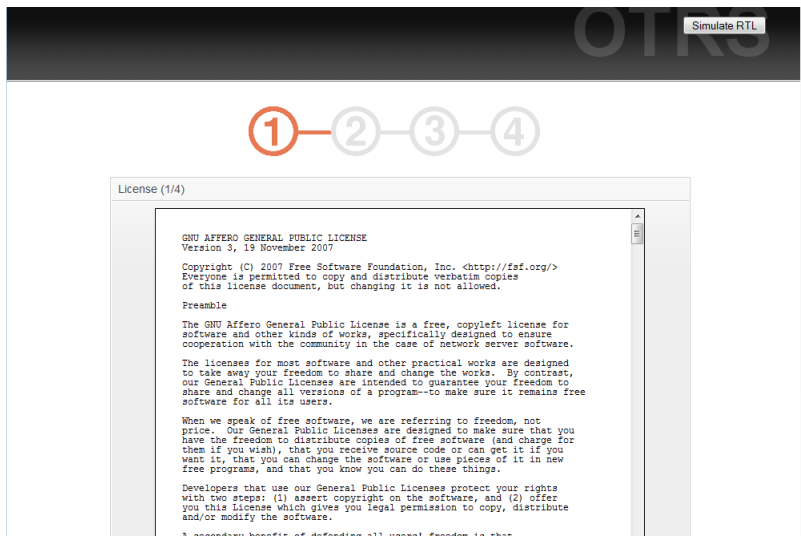 OTRS
Simulate RTL
1 2 3 4
License (1/4)
GNU AFFERO GENERAL PUBLIC LICENSE
Version 3, 19 November 2007
Copyright (C) 2007 Free Software Foundation, Inc. <http://fsf.org/>
Everyone is permitted to copy and distribute verbatim copies
of this license document, but changing it is not allowed.
Preamble
The GNU Affero General Public License is a free, copyleft license for
software and other kinds of works, specifically designed to ensure
cooperation with the community in the case of network server software.
The licenses for most software and other practical works are designed
to take away your freedom to share and change the works.  By contrast,
our General Public Licenses are intended to guarantee your freedom to
share and change all versions of a program--to make sure it remains free
software for all its users.
When we speak of free software, we are referring to freedom, not
price.  Our General Public Licenses are designed to make sure that you
have the freedom to distribute copies of free software (and charge for
them if you wish), that you receive source code or can get it if you
want it, that you can change the software or use pieces of it in new
free programs, and that you know you can do these things.
Developers that use our General Public Licenses protect your rights
with two steps: (1) assert copyright on the software, and (2) offer
you this License which gives you legal permission to copy, distribute
and/or modify the software.
A secondary benefit of defending all users' freedom is that